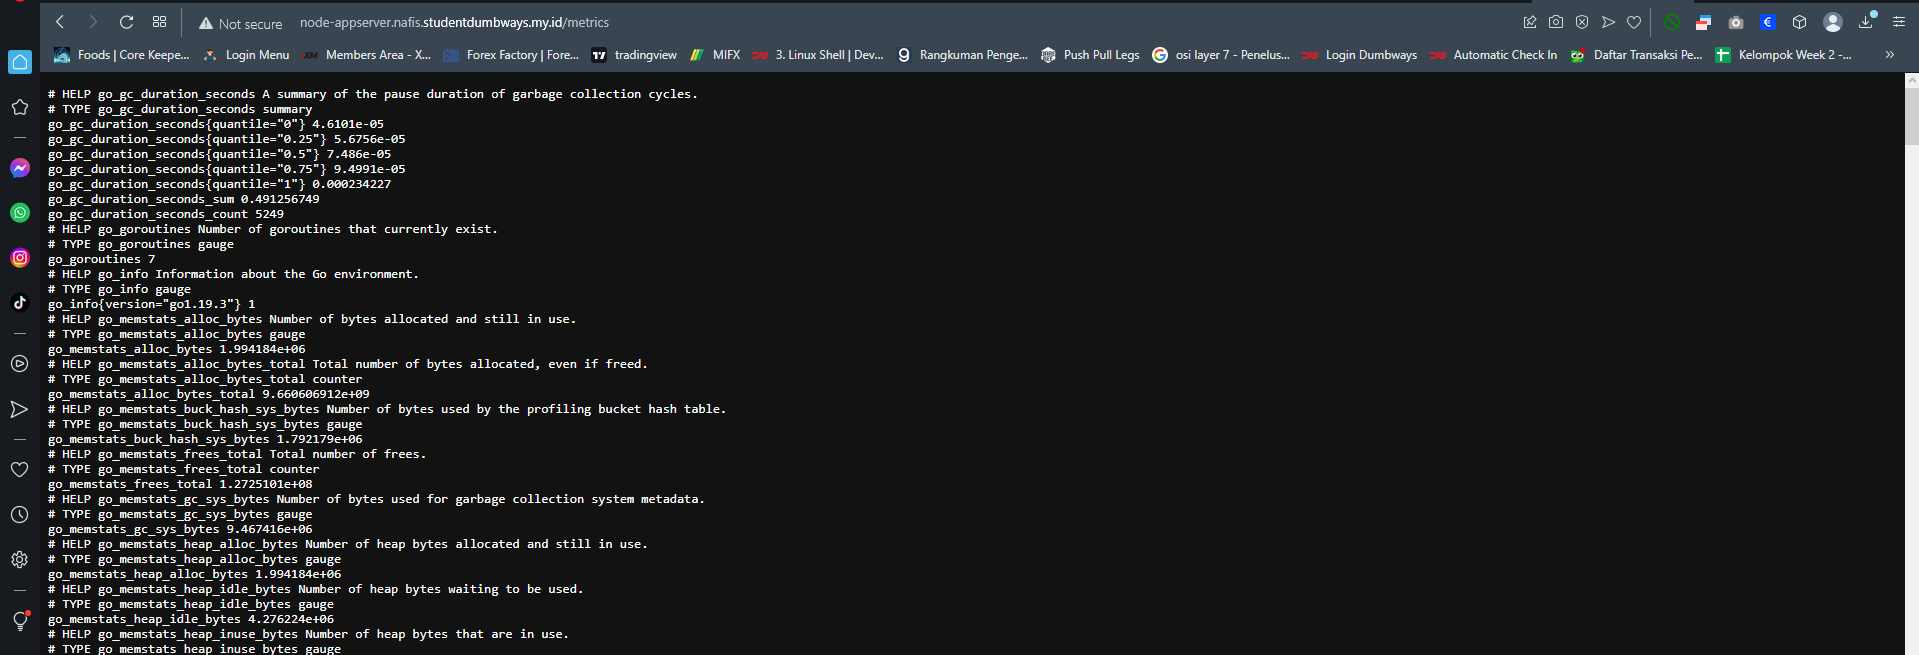 Not secure node-appserver.nafis.studentdumbways.my.id/metrics
Foods | Core Keepe... Login Menu XM Members Area - X... Forex Factory | Fore... 17 tradingview MIFX DW 3. Linux Shell | Dev... g Rangkuman Penge... Push Pull Legs G osi layer 7 - Penelus... DW Login Dumbways DW Automatic Check In Daftar Transaksi Pe... Kelompok Week 2 -... »
# HELP go_gc_duration_seconds A summary of the pause duration of garbage collection cycles.
# TYPE go_gc_duration_seconds summary
go_gc_duration_seconds{quantile="0"} 4.6101e-05
go_gc_duration_seconds{quantile="0.25"} 5.6756e-05
go_gc_duration_seconds{quantile="0.5"} 7.486e-05
go_gc_duration_seconds{quantile="0.75"} 9.4991e-05
go_gc_duration_seconds{quantile="1"} 0.000234227
go_gc_duration_seconds_sum 0.491256749
go_gc_duration_seconds_count 5249
# HELP go_goroutines Number of goroutines that currently exist.
# TYPE go_goroutines gauge
go_goroutines 7
# HELP go_info Information about the Go environment.
# TYPE go_info gauge
go_info{version="go1.19.3"} 1
# HELP go_memstats_alloc_bytes Number of bytes allocated and still in use.
# TYPE go_memstats_alloc_bytes gauge
go_memstats_alloc_bytes 1.994184e+06
# HELP go_memstats_alloc_bytes_total Total number of bytes allocated, even if freed.
# TYPE go_memstats_alloc_bytes_total counter
go_memstats_alloc_bytes_total 9.660606912e+09
# HELP go_memstats_buck_hash_sys_bytes Number of bytes used by the profiling bucket hash table.
# TYPE go_memstats_buck_hash_sys_bytes gauge
go_memstats_buck_hash_sys_bytes 1.792179e+06
# HELP go_memstats_frees_total Total number of frees.
# TYPE go_memstats_frees_total counter
go_memstats_frees_total 1.2725101e+08
# HELP go_memstats_gc_sys_bytes Number of bytes used for garbage collection system metadata.
# TYPE go_memstats_gc_sys_bytes gauge
go_memstats_gc_sys_bytes 9.467416e+06
# HELP go_memstats_heap_alloc_bytes Number of heap bytes allocated and still in use.
# TYPE go_memstats_heap_alloc_bytes gauge
go_memstats_heap_alloc_bytes 1.994184e+06
# HELP go_memstats_heap_idle_bytes Number of heap bytes waiting to be used.
# TYPE go_memstats_heap_idle_bytes gauge
go_memstats_heap_idle_bytes 4.276224e+06
# HELP go_memstats_heap_inuse_bytes Number of heap bytes that are in use.
# TYPE go_memstats_heap_inuse_bytes gauge